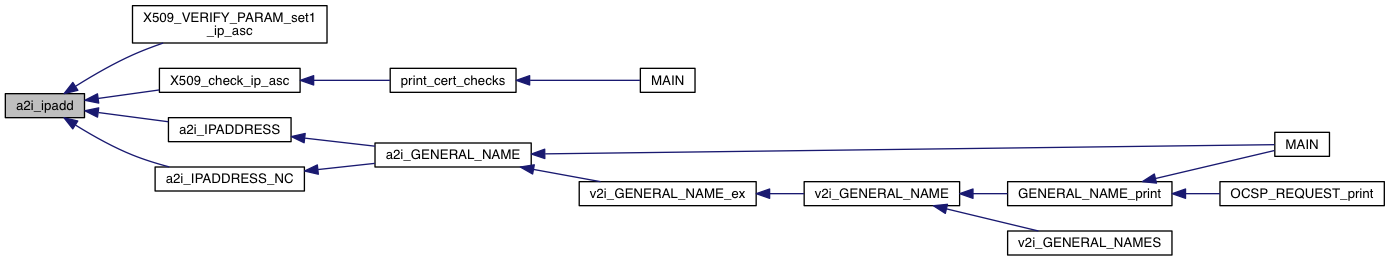 X509_VERIFY_PARAM_set1
_ip_asc
X509_check_ip_asc
print_cert_checks
MAIN
a2i_ipadd
a2i_IPADDRESS
a2i_GENERAL_NAME
MAIN
a2i_IPADDRESS_NC
v2i_GENERAL_NAME_ex
v2i_GENERAL_NAME
GENERAL_NAME_print
OCSP_REQUEST_print
v2i_GENERAL_NAMES